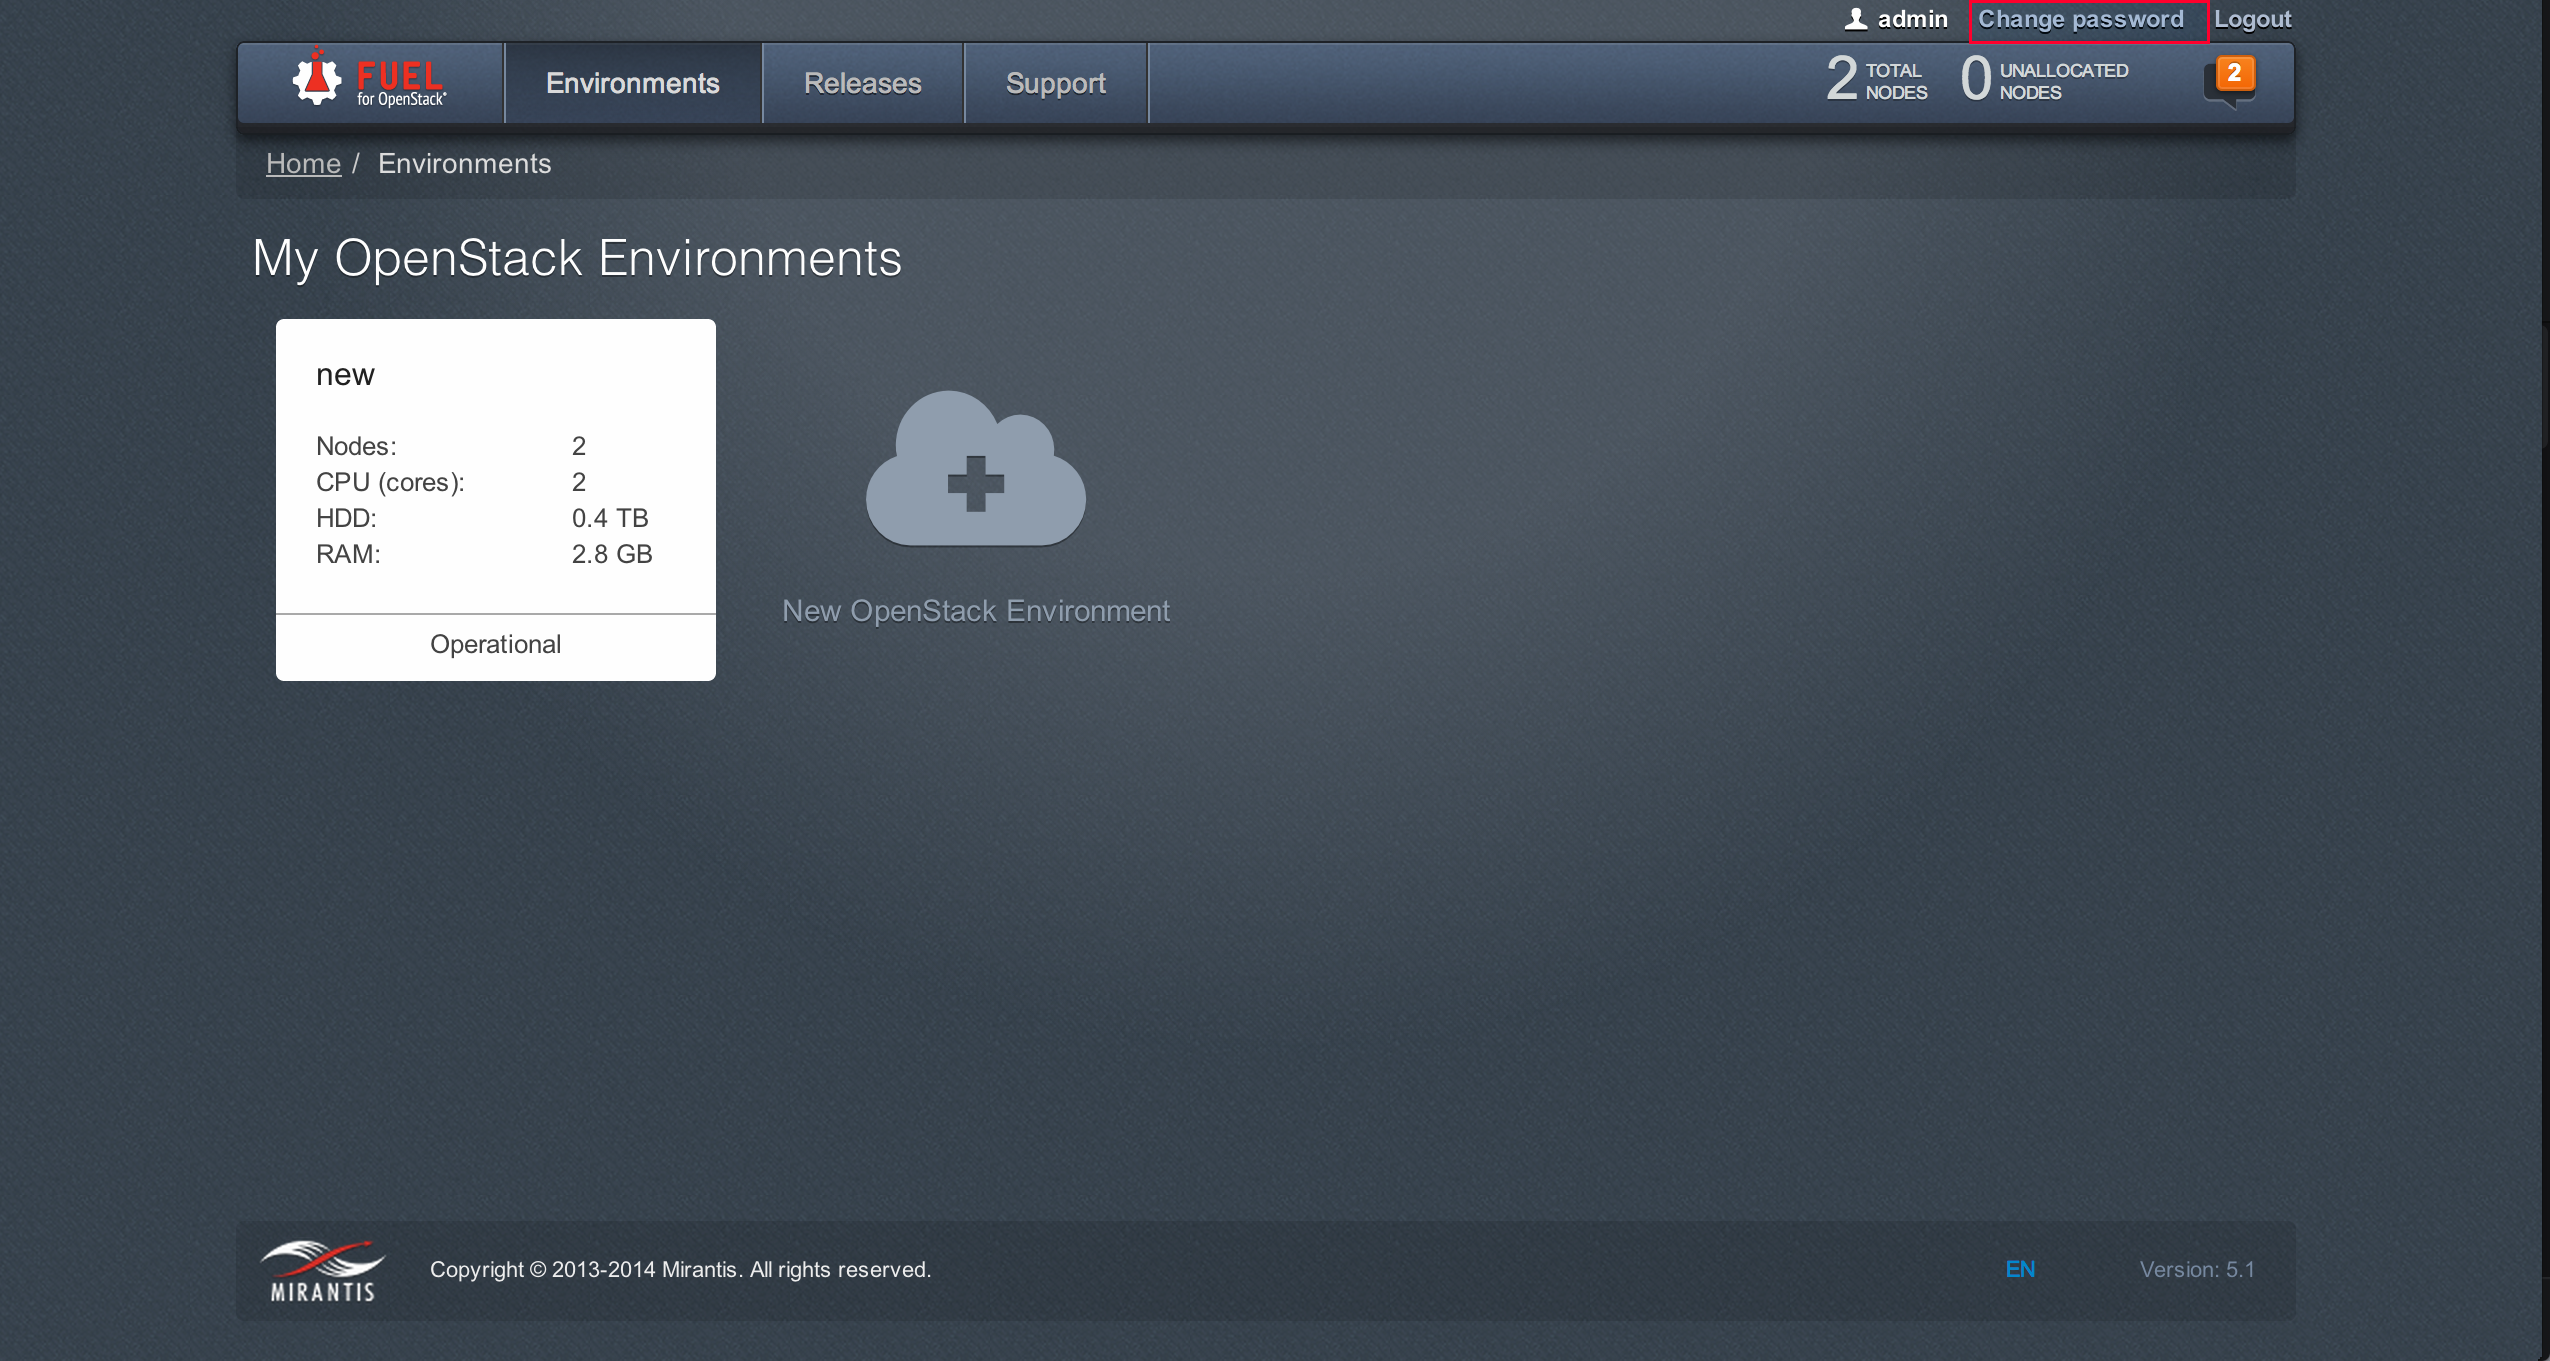 admin Change password Logout
FUEL
for OpenStack
Environments Releases Support
2 TOTAL NODES 0 UNALLOCATED NODES 2
Home / Environments
My OpenStack Environments
new
Nodes: 2
CPU (cores): 2
HDD: 0.4 TB
RAM: 2.8 GB
Operational
New OpenStack Environment
MIRANTIS
Copyright © 2013-2014 Mirantis. All rights reserved.
EN
Version: 5.1